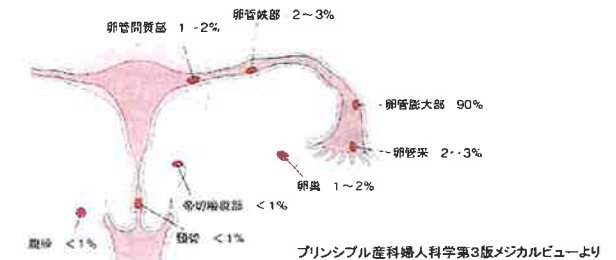 卵管峡部 2～3%
卵管間質部 1～2%
卵管膨大部 90%
卵管采 2～3%
卵巣 1～2%
帝切瘢痕部 <1%
頸管 <1%
腹膜 <1%
プリンシプル産科婦人科学第3版メジカルビューより